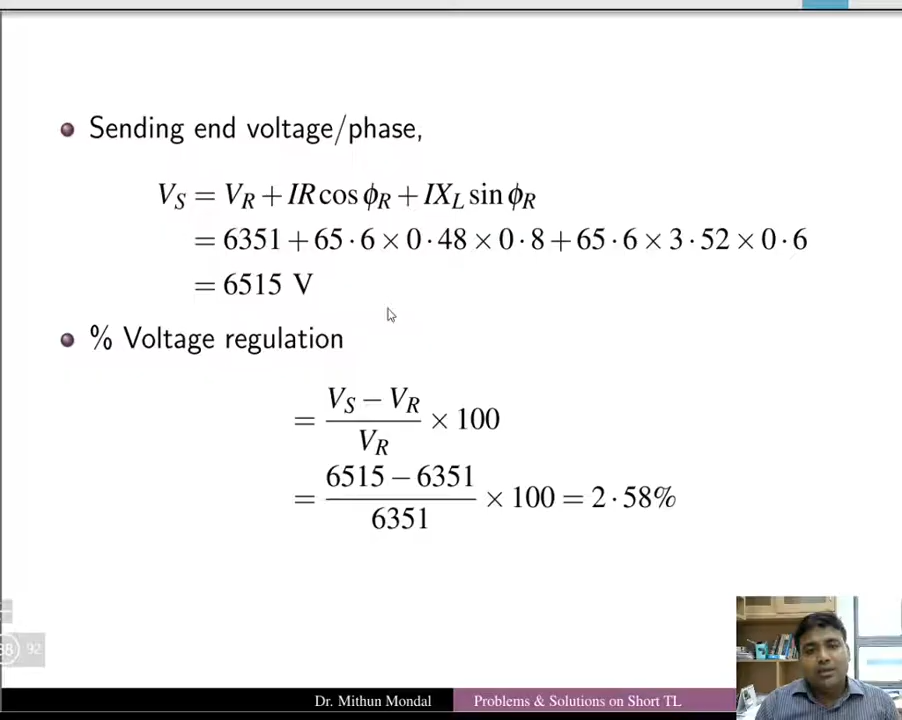 Sending end voltage/phase,
V_S = V_R + IR cos ϕ_R + IX_L sin ϕ_R
= 6351 + 65·6 × 0·48 × 0·8 + 65·6 × 3·52 × 0·6
= 6515 V
% Voltage regulation
= (V_S − V_R) / V_R × 100
= (6515 − 6351) / 6351 × 100 = 2·58%
92
Dr. Mithun Mondal
Problems & Solutions on Short TL